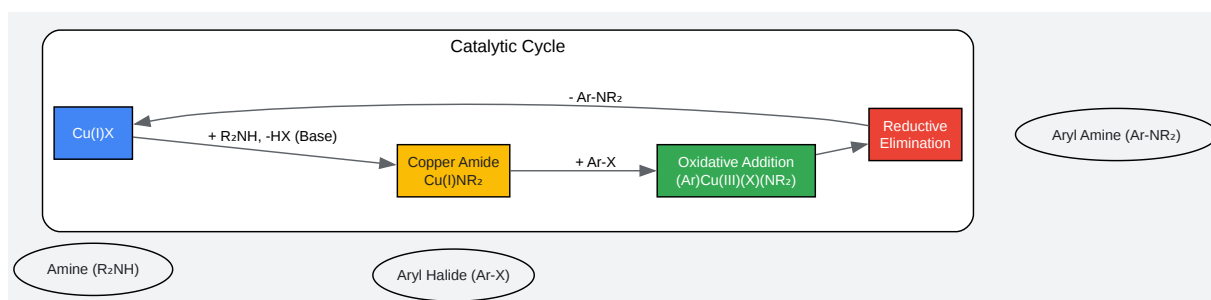 Catalytic Cycle
- Ar-NR₂
Cu(I)X
+ R₂NH, -HX (Base)
Copper Amide
Cu(I)NR₂
+ Ar-X
Oxidative Addition
(Ar)Cu(III)(X)(NR₂)
Reductive
Elimination
Aryl Amine (Ar-NR₂)
Amine (R₂NH)
Aryl Halide (Ar-X)